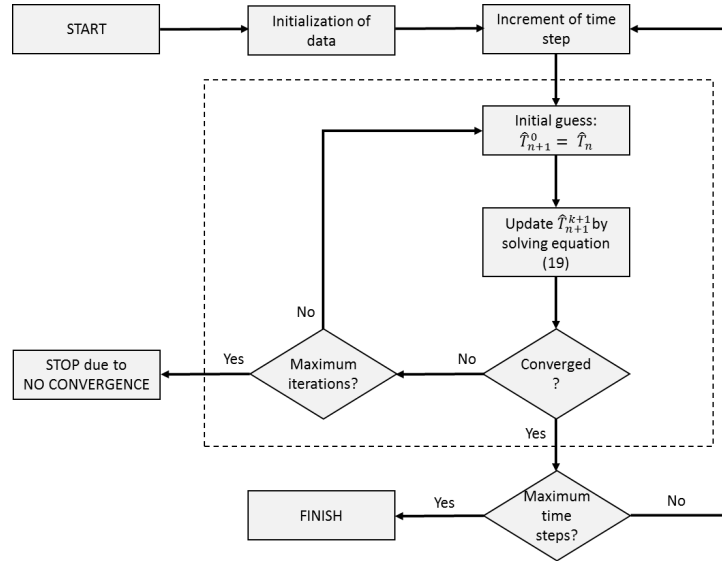 START
Initialization of
data
Increment of time
step
Initial guess:
T̂⁰ₙ₊₁ = T̂ₙ
Update T̂ᵏ⁺¹ₙ₊₁ by
solving equation
(19)
No
STOP due to
NO CONVERGENCE
Yes
Maximum
iterations?
No
Converged
?
Yes
FINISH
Yes
Maximum
time
steps?
No